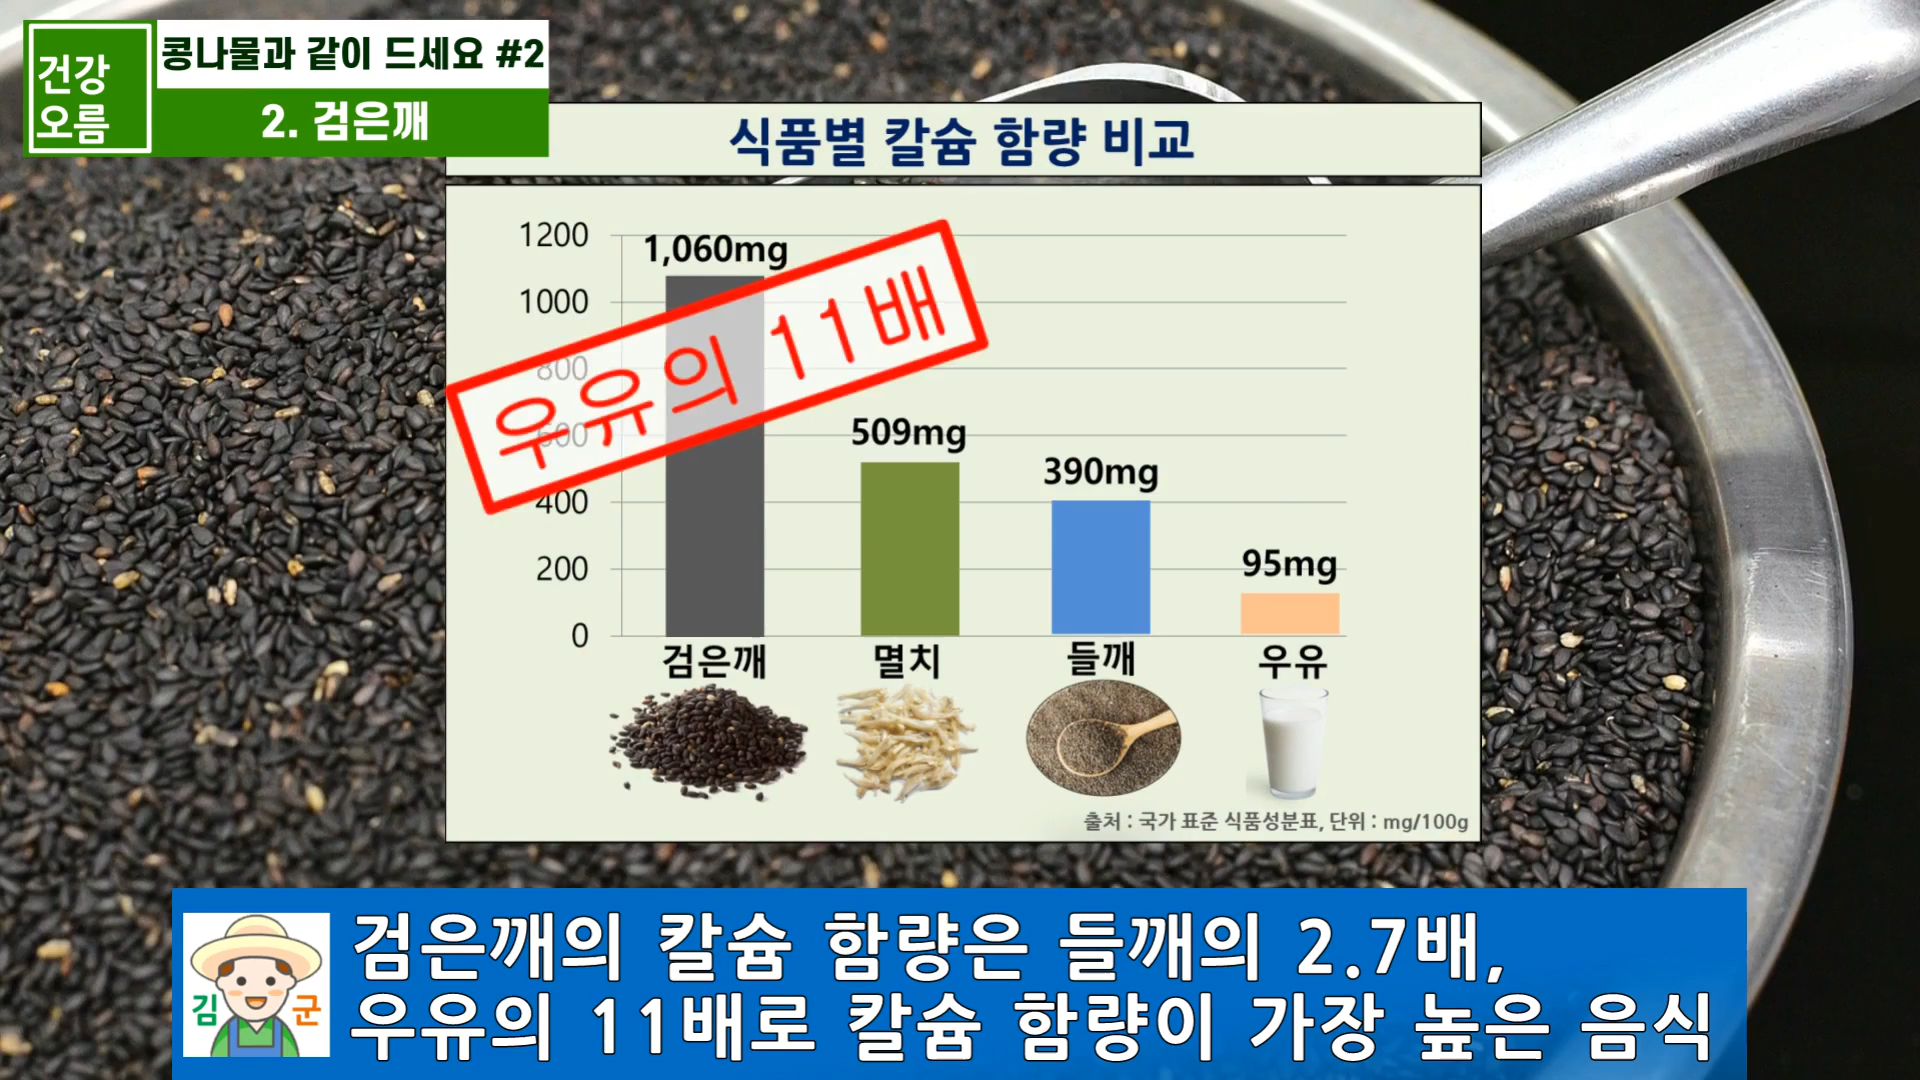 건강
오름
콩나물과 같이 드세요 #2
2. 검은깨
식품별 칼슘 함량 비교
1200
1000
800
600
400
200
0
1,060mg
509mg
390mg
95mg
우유의 11배
검은깨
멸치
들깨
우유
출처 : 국가 표준 식품성분표, 단위 : mg/100g
김군
검은깨의 칼슘 함량은 들깨의 2.7배,
우유의 11배로 칼슘 함량이 가장 높은 음식